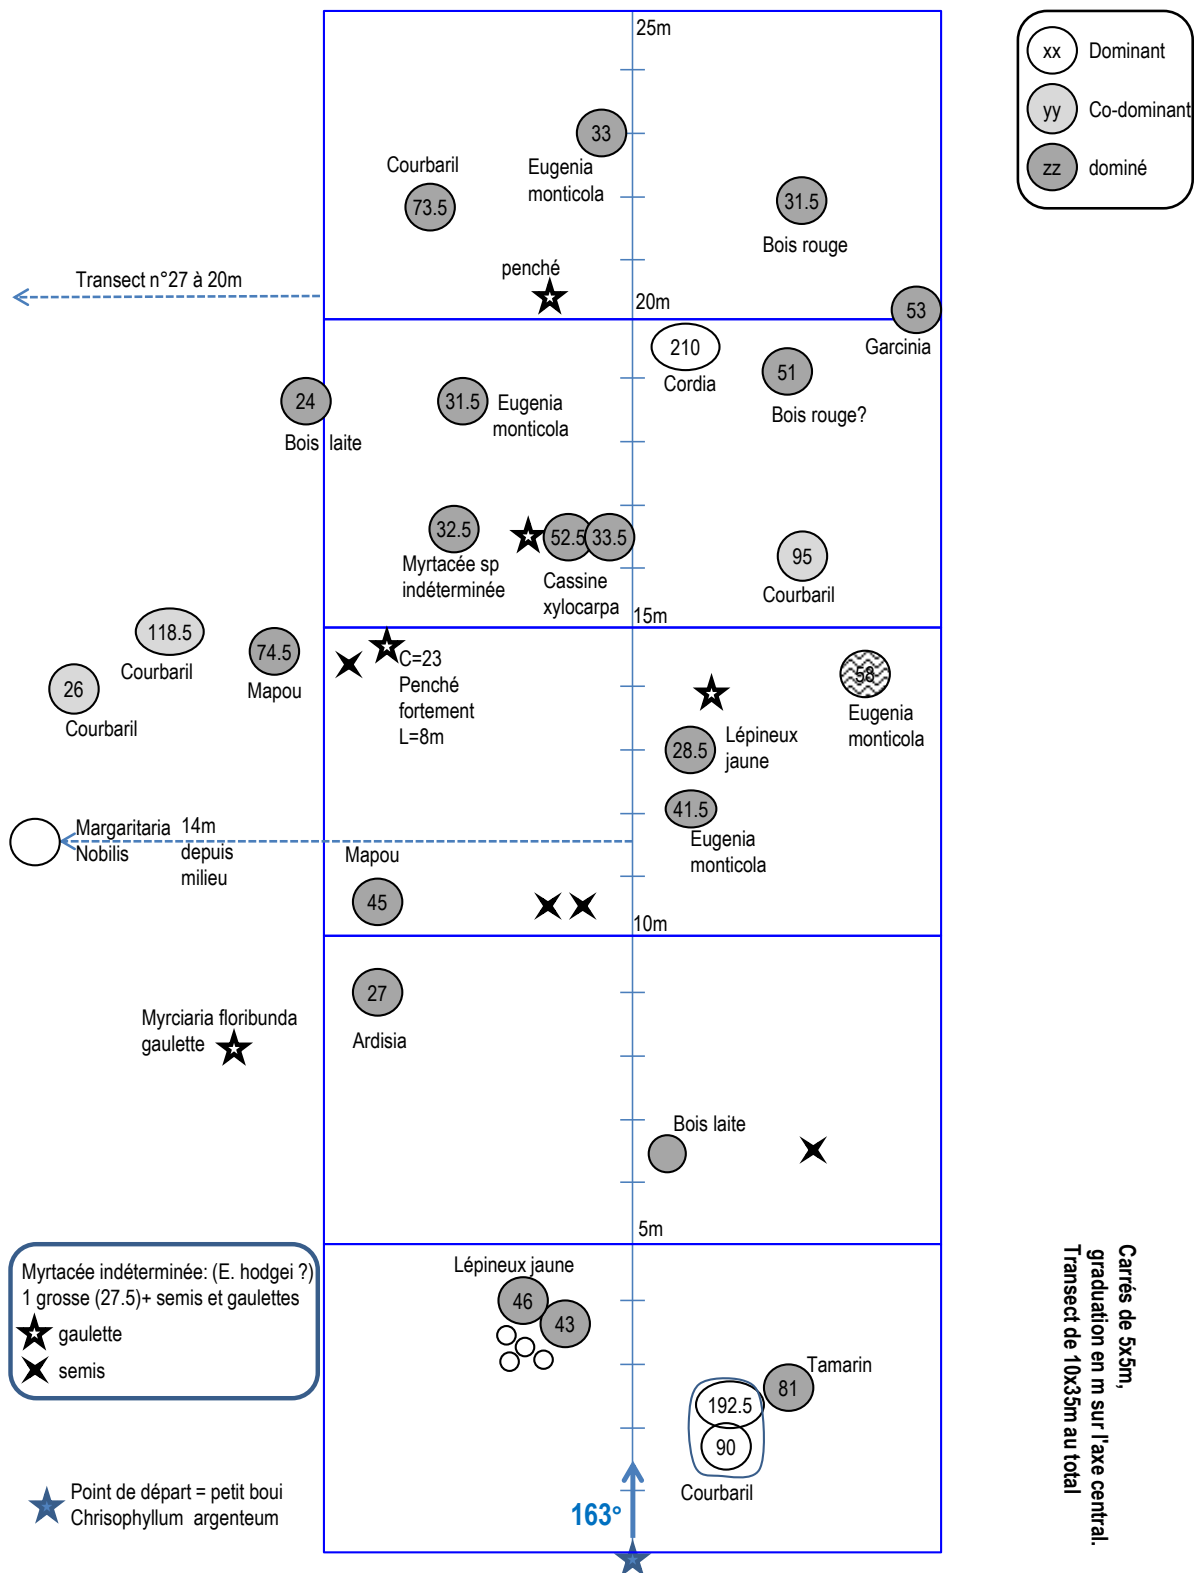 25m
xx Dominant
yy Co-dominant
zz dominé
33
Eugenia
monticola
Courbaril
73.5
31.5
Bois rouge
penché
Transect n°27 à 20m
20m
53
Garcinia
210
Cordia
51
Bois rouge?
24
Bois laite
31.5
Eugenia
monticola
32.5
Myrtacée sp
indéterminée
52.5
33.5
Cassine
xylocarpa
95
Courbaril
15m
118.5
Courbaril
26
Courbaril
74.5
Mapou
C=23
Penché
fortement
L=8m
58
Eugenia
monticola
28.5
Lépineux
jaune
41.5
Eugenia
monticola
Margaritaria
Nobilis
14m
depuis
milieu
Mapou
45
10m
27
Ardisia
Myrciaria floribunda
gaulette
Bois laite
5m
Myrtacée indéterminée: (E. hodgei ?)
1 grosse (27.5)+ semis et gaulettes
gaulette
semis
Lépineux jaune
46
43
Tamarin
81
192.5
90
Courbaril
163°
Point de départ = petit boui
Chrisophyllum argenteum
Carrés de 5x5m,
graduation en m sur l'axe central.
Transect de 10x35m au total